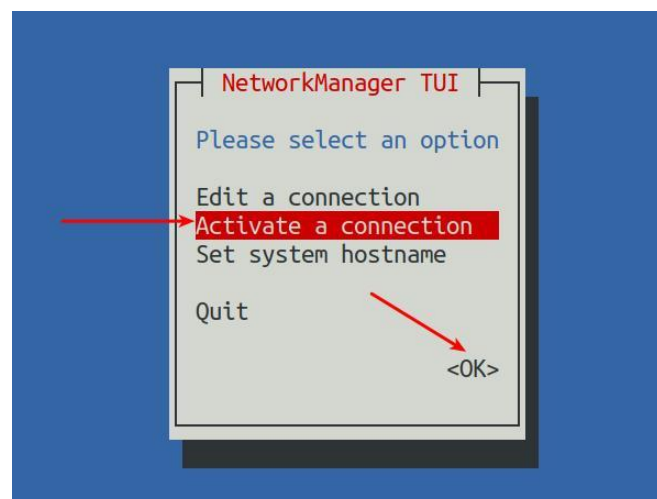 NetworkManager TUI
Please select an option
Edit a connection
Activate a connection
Set system hostname
Quit
<OK>